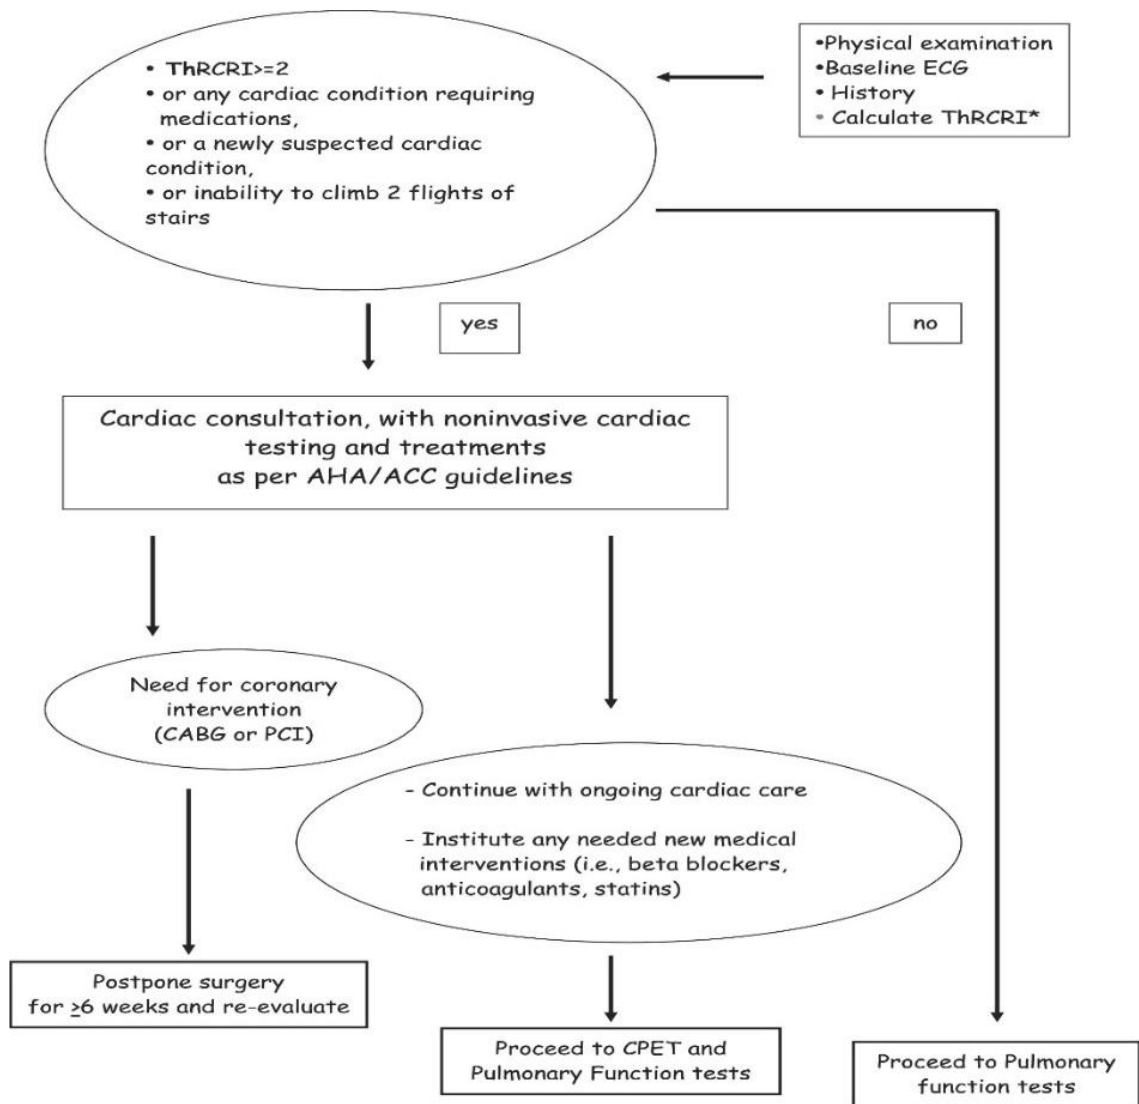 •Physical examination
•Baseline ECG
• History
• Calculate ThRCRI*
• ThRCRI>=2
• or any cardiac condition requiring
medications,
• or a newly suspected cardiac
condition,
• or inability to climb 2 flights of
stairs
yes
no
Cardiac consultation, with noninvasive cardiac
testing and treatments
as per AHA/ACC guidelines
Need for coronary
intervention
(CABG or PCI)
- Continue with ongoing cardiac care
- Institute any needed new medical
interventions (i.e., beta blockers,
anticoagulants, statins)
Postpone surgery
for ≥6 weeks and re-evaluate
Proceed to CPET and
Pulmonary Function tests
Proceed to Pulmonary
function tests